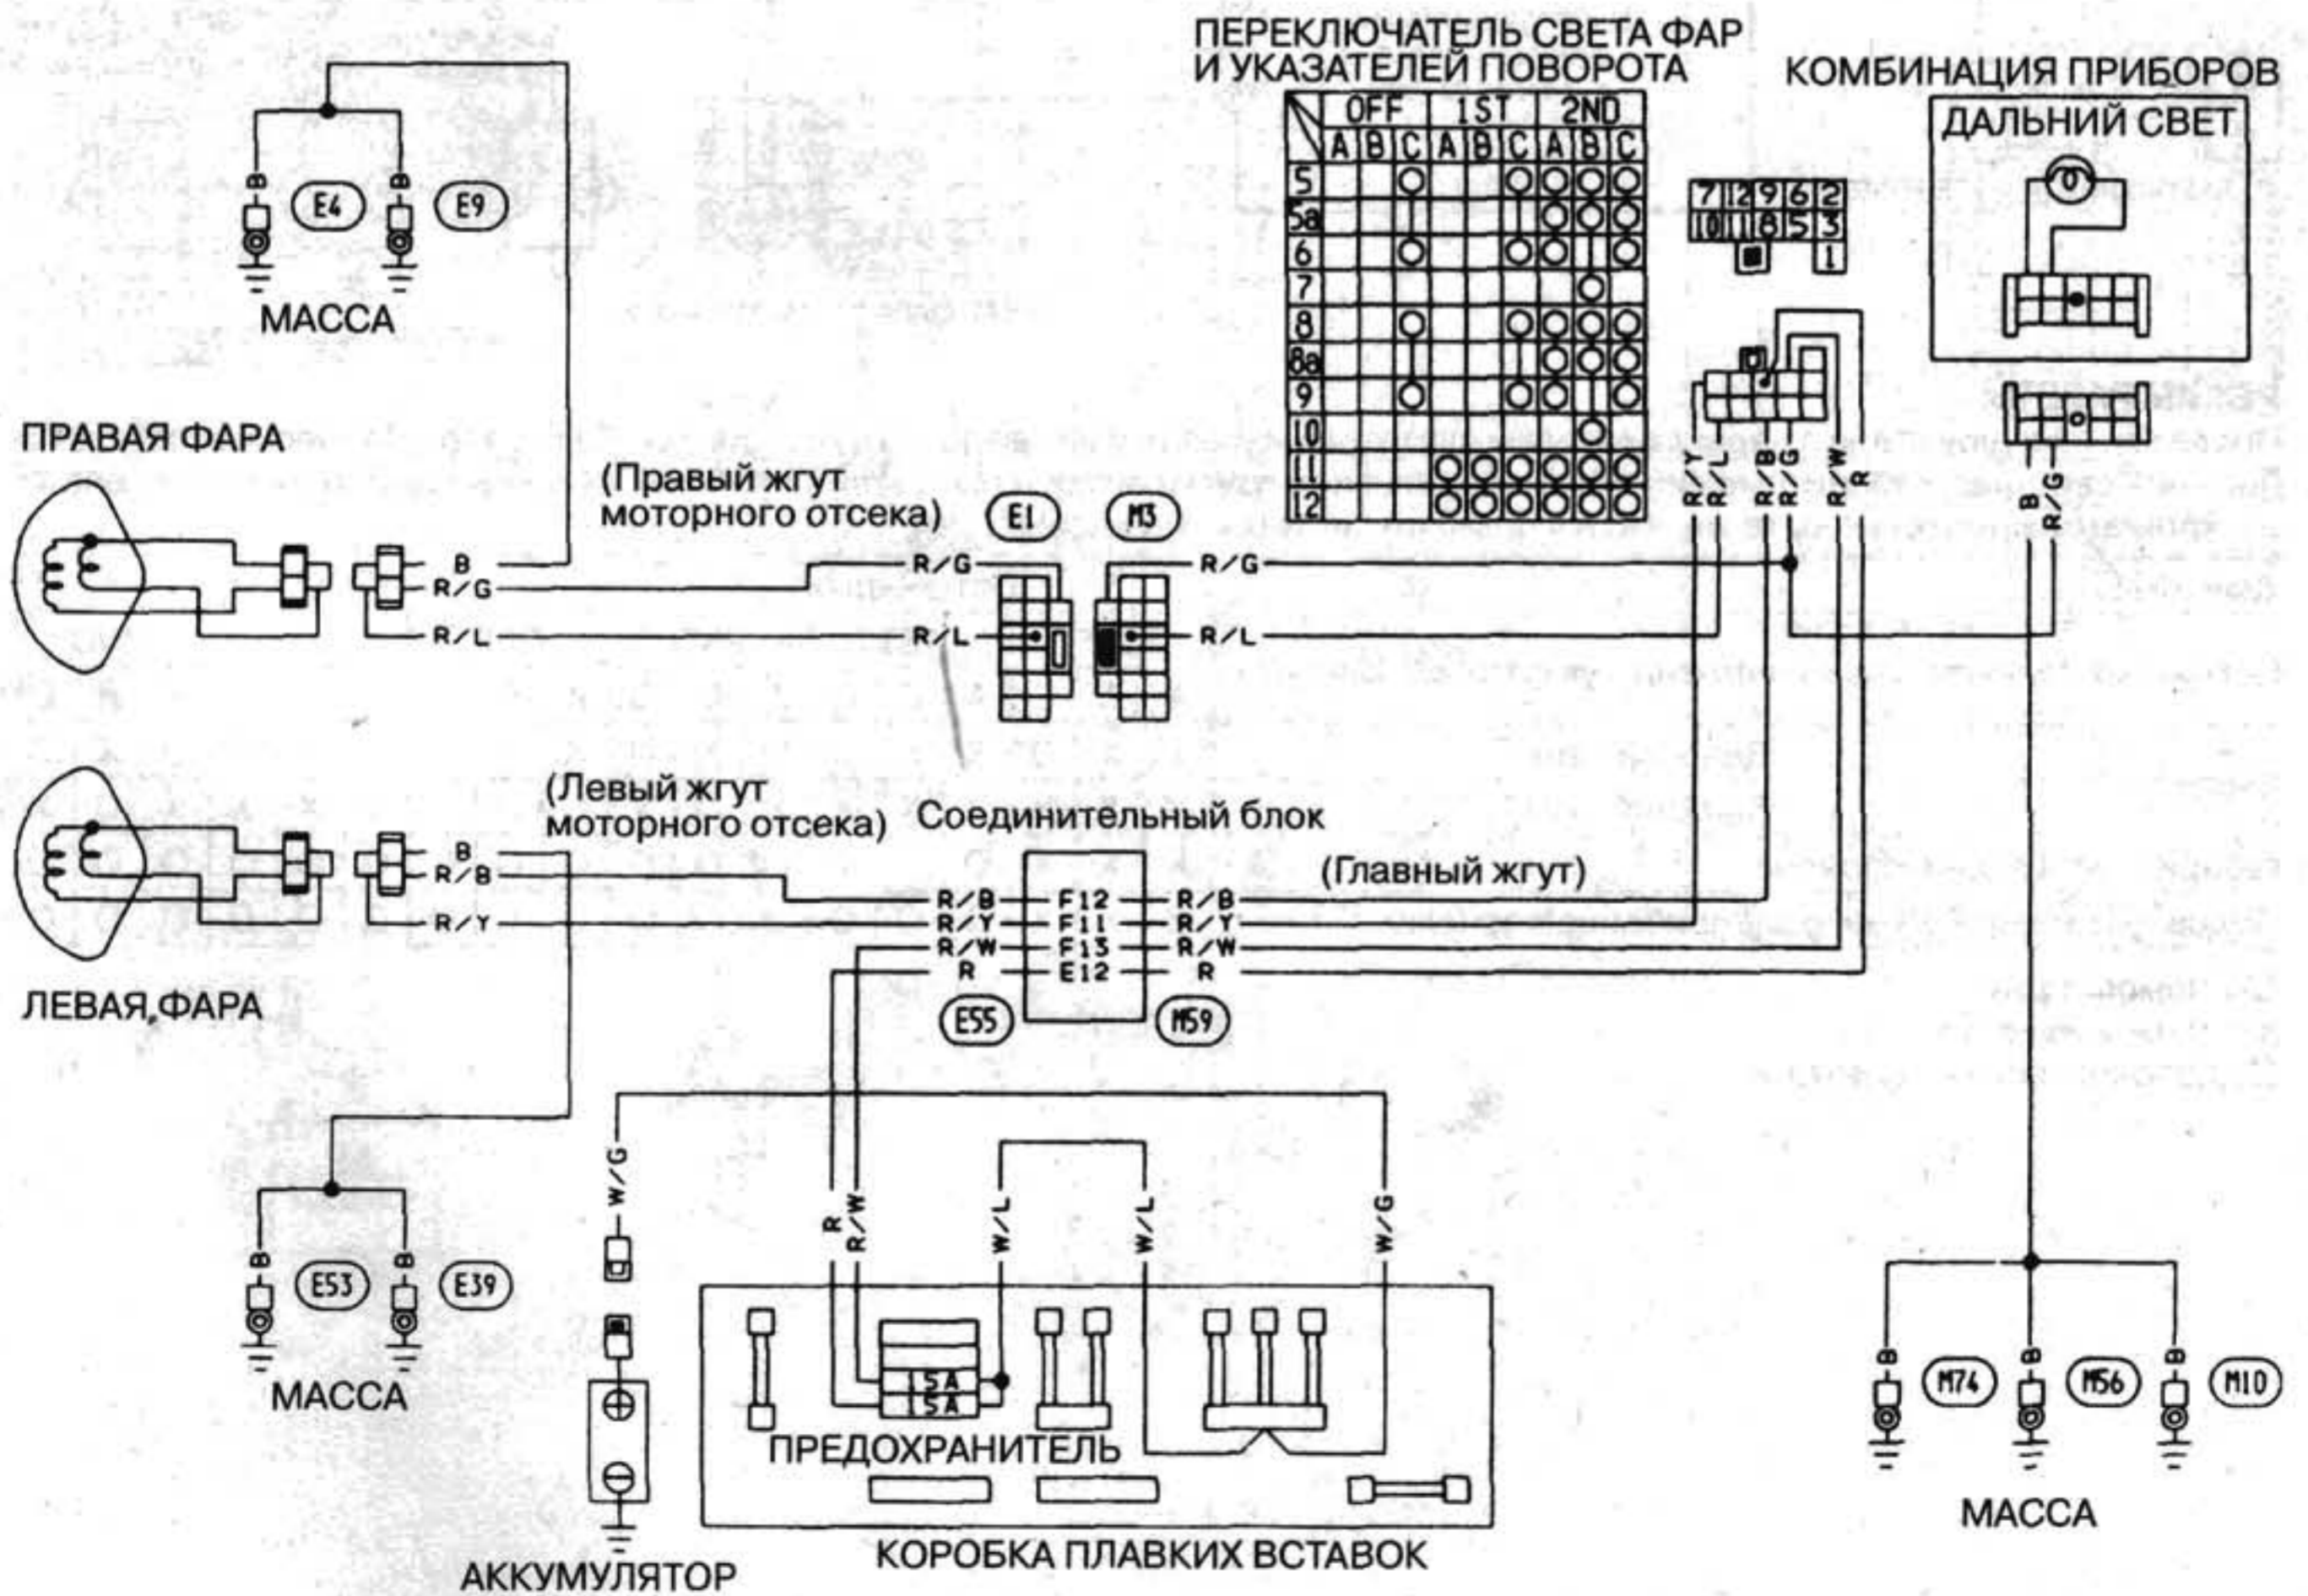 ПЕРЕКЛЮЧАТЕЛЬ СВЕТА ФАР
И УКАЗАТЕЛЕЙ ПОВОРОТА
КОМБИНАЦИЯ ПРИБОРОВ
ДАЛЬНИЙ СВЕТ
OFF 1ST 2ND
A B C A B C A B C
5
5a
6
7
8
8a
9
10
11
12
7 12 9 6 2
10 11 8 5 3
1
B E4 B E9
МАССА
ПРАВАЯ ФАРА
(Правый жгут
моторного отсека)
E1 M3
R/Y R/L R/B R/G R/W R
B R/G
B
R/G
R/L
R/G R/G
R/L R/L
ЛЕВАЯ ФАРА
(Левый жгут
моторного отсека)
Соединительный блок
(Главный жгут)
B
R/B
R/Y
R/B F12 R/B
R/Y F11 R/Y
R/W F13 R/W
R E12 R
E55 M59
W/G R R/W W/L W/L W/G
B E53 B E39
МАССА
15A
15A
ПРЕДОХРАНИТЕЛЬ
КОРОБКА ПЛАВКИХ ВСТАВОК
АККУМУЛЯТОР
B M74 B M56 B M10
МАССА